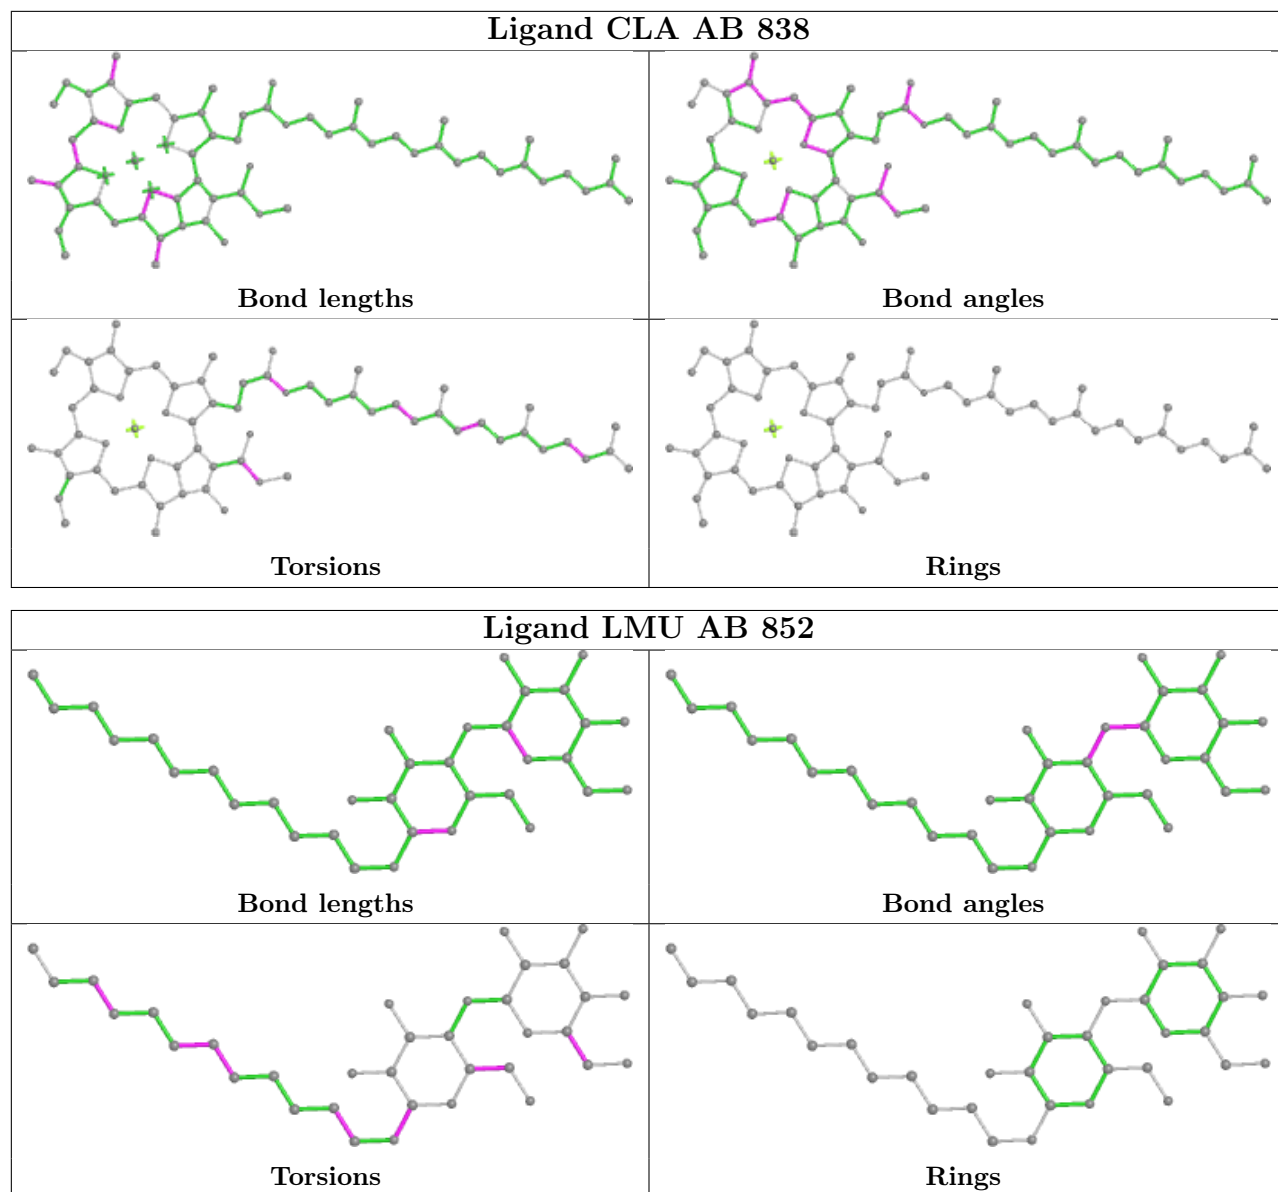 Ligand CLA AB 838
Bond lengths
Bond angles
Torsions
Rings
Ligand LMU AB 852
Bond lengths
Bond angles
Torsions
Rings